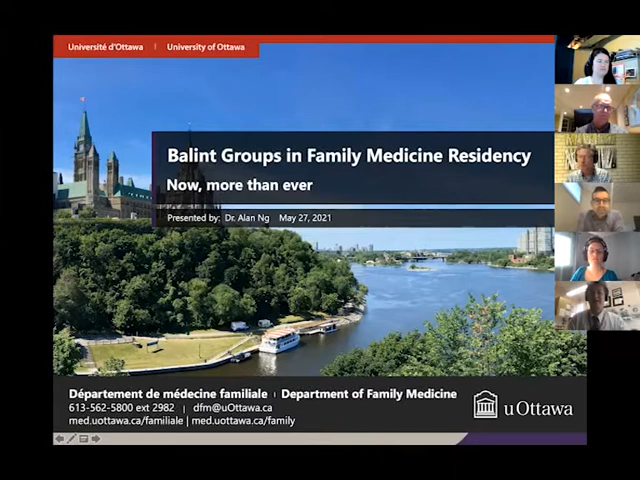 Université d'Ottawa | University of Ottawa
Balint Groups in Family Medicine Residency
Now, more than ever
Presented by: Dr. Alan Ng May 27, 2021
Département de médecine familiale | Department of Family Medicine
613-562-5800 ext 2982 | dfm@uOttawa.ca
med.uottawa.ca/familiale | med.uottawa.ca/family
uOttawa